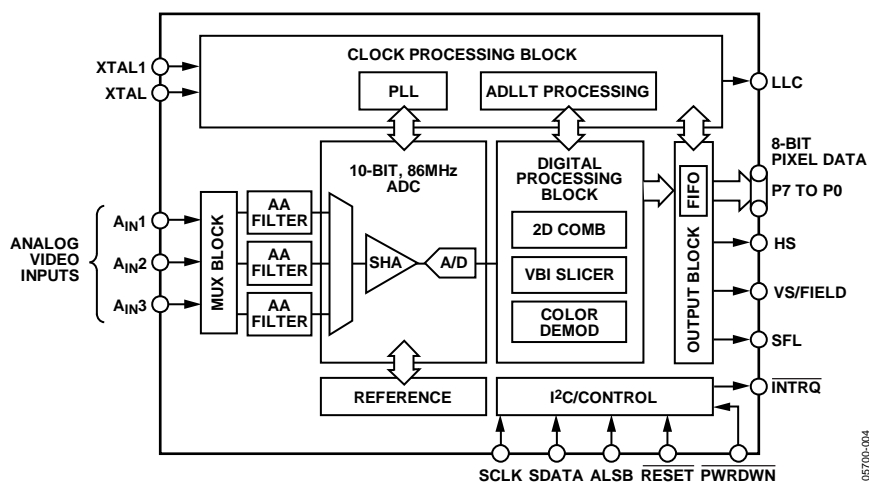 CLOCK PROCESSING BLOCK
XTAL1
XTAL
PLL
ADLLT PROCESSING
LLC
8-BIT
PIXEL DATA
P7 TO P0
10-BIT, 86MHz
ADC
DIGITAL
PROCESSING
BLOCK
FIFO
OUTPUT BLOCK
ANALOG
VIDEO
INPUTS
AIN1
AIN2
AIN3
MUX BLOCK
AA
FILTER
AA
FILTER
AA
FILTER
SHA
A/D
2D COMB
VBI SLICER
COLOR
DEMOD
HS
VS/FIELD
SFL
REFERENCE
I2C/CONTROL
INTRQ
SCLK SDATA ALSB RESET PWRDWN
05700-004